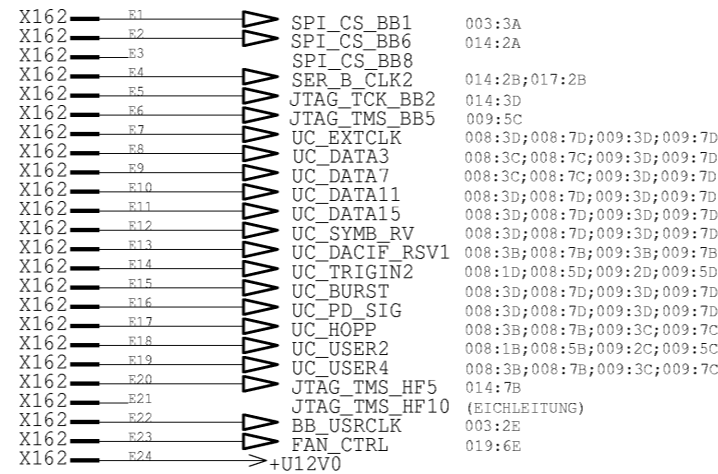 X162 E1 SPI_CS_BB1 003:3A
X162 E2 SPI_CS_BB6 014:2A
X162 E3 SPI_CS_BB8
X162 E4 SER_B_CLK2 014:2B;017:2B
X162 E5 JTAG_TCK_BB2 014:3D
X162 E6 JTAG_TMS_BB5 009:5C
X162 E7 UC_EXTCLK 008:3D;008:7D;009:3D;009:7D
X162 E8 UC_DATA3 008:3C;008:7C;009:3D;009:7D
X162 E9 UC_DATA7 008:3C;008:7C;009:3D;009:7D
X162 E10 UC_DATA11 008:3D;008:7D;009:3D;009:7D
X162 E11 UC_DATA15 008:3D;008:7D;009:3D;009:7D
X162 E12 UC_SYMB_RV 008:3D;008:7D;009:3D;009:7D
X162 E13 UC_DACIF_RSV1 008:3B;008:7B;009:3B;009:7B
X162 E14 UC_TRIGIN2 008:1D;008:5D;009:2D;009:5D
X162 E15 UC_BURST 008:3D;008:7D;009:3D;009:7D
X162 E16 UC_PD_SIG 008:3D;008:7D;009:3D;009:7D
X162 E17 UC_HOPP 008:3B;008:7B;009:3C;009:7C
X162 E18 UC_USER2 008:1B;008:5B;009:2C;009:5C
X162 E19 UC_USER4 008:3B;008:7B;009:3C;009:7C
X162 E20 JTAG_TMS_HF5 014:7B
X162 E21 JTAG_TMS_HF10 (EICHLEITUNG)
X162 E22 BB_USRCLK 003:2E
X162 E23 FAN_CTRL 019:6E
X162 E24 +U12V0